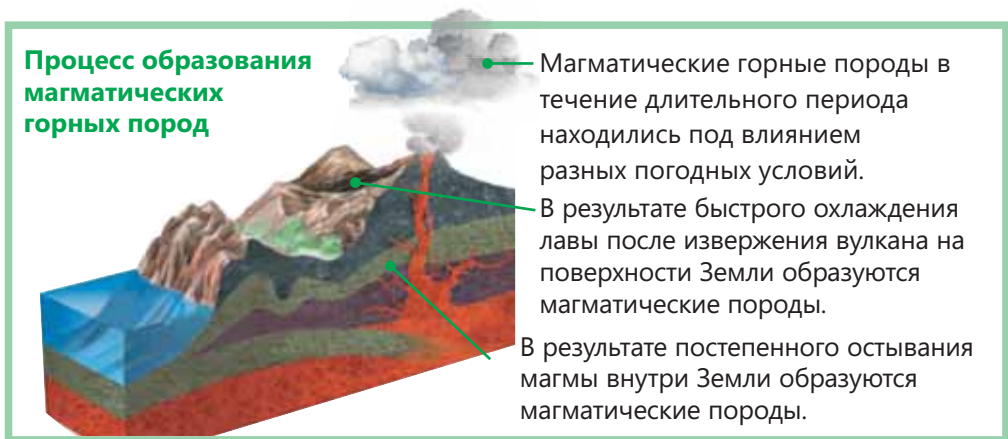 Процесс образования
магматических
горных пород
Магматические горные породы в
течение длительного периода
находились под влиянием
разных погодных условий.
В результате быстрого охлаждения
лавы после извержения вулкана на
поверхности Земли образуются
магматические породы.
В результате постепенного остывания
магмы внутри Земли образуются
магматические породы.